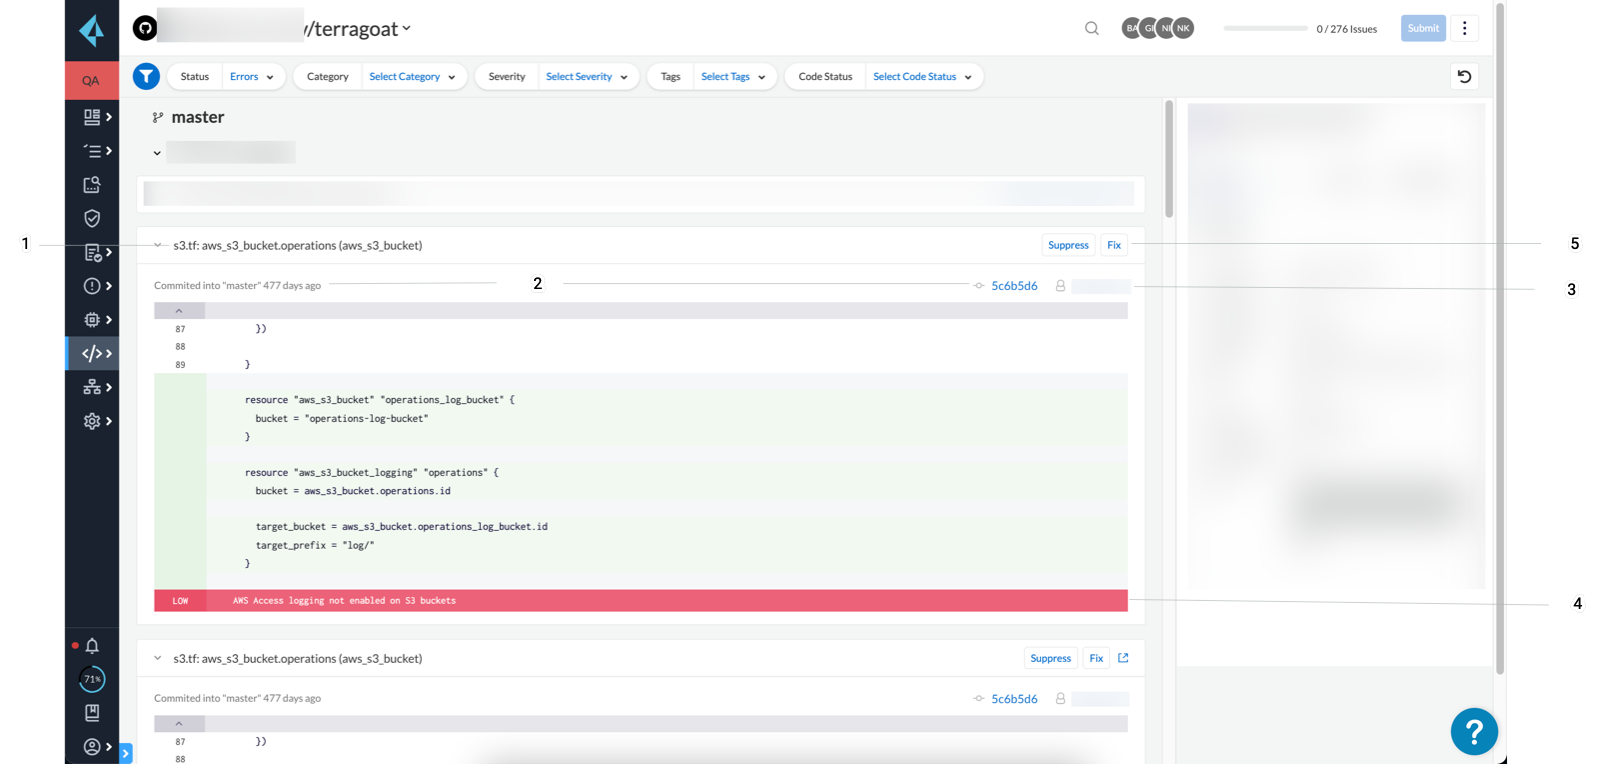 /terragoat
BA
GI
NI
NK
0 / 276 Issues
Submit
QA
Status Errors
Category Select Category
Severity Select Severity
Tags Select Tags
Code Status Select Code Status
master
1
s3.tf: aws_s3_bucket.operations (aws_s3_bucket)
Suppress
Fix
5
Commited into "master" 477 days ago
2
5c6b5d6
3
87 })
88
89 }
resource "aws_s3_bucket" "operations_log_bucket" {
bucket = "operations-log-bucket"
}
resource "aws_s3_bucket_logging" "operations" {
bucket = aws_s3_bucket.operations.id
target_bucket = aws_s3_bucket.operations_log_bucket.id
target_prefix = "log/"
}
LOW AWS Access logging not enabled on S3 buckets
4
s3.tf: aws_s3_bucket.operations (aws_s3_bucket)
Suppress
Fix
71%
Commited into "master" 477 days ago
5c6b5d6
87 })
88
?